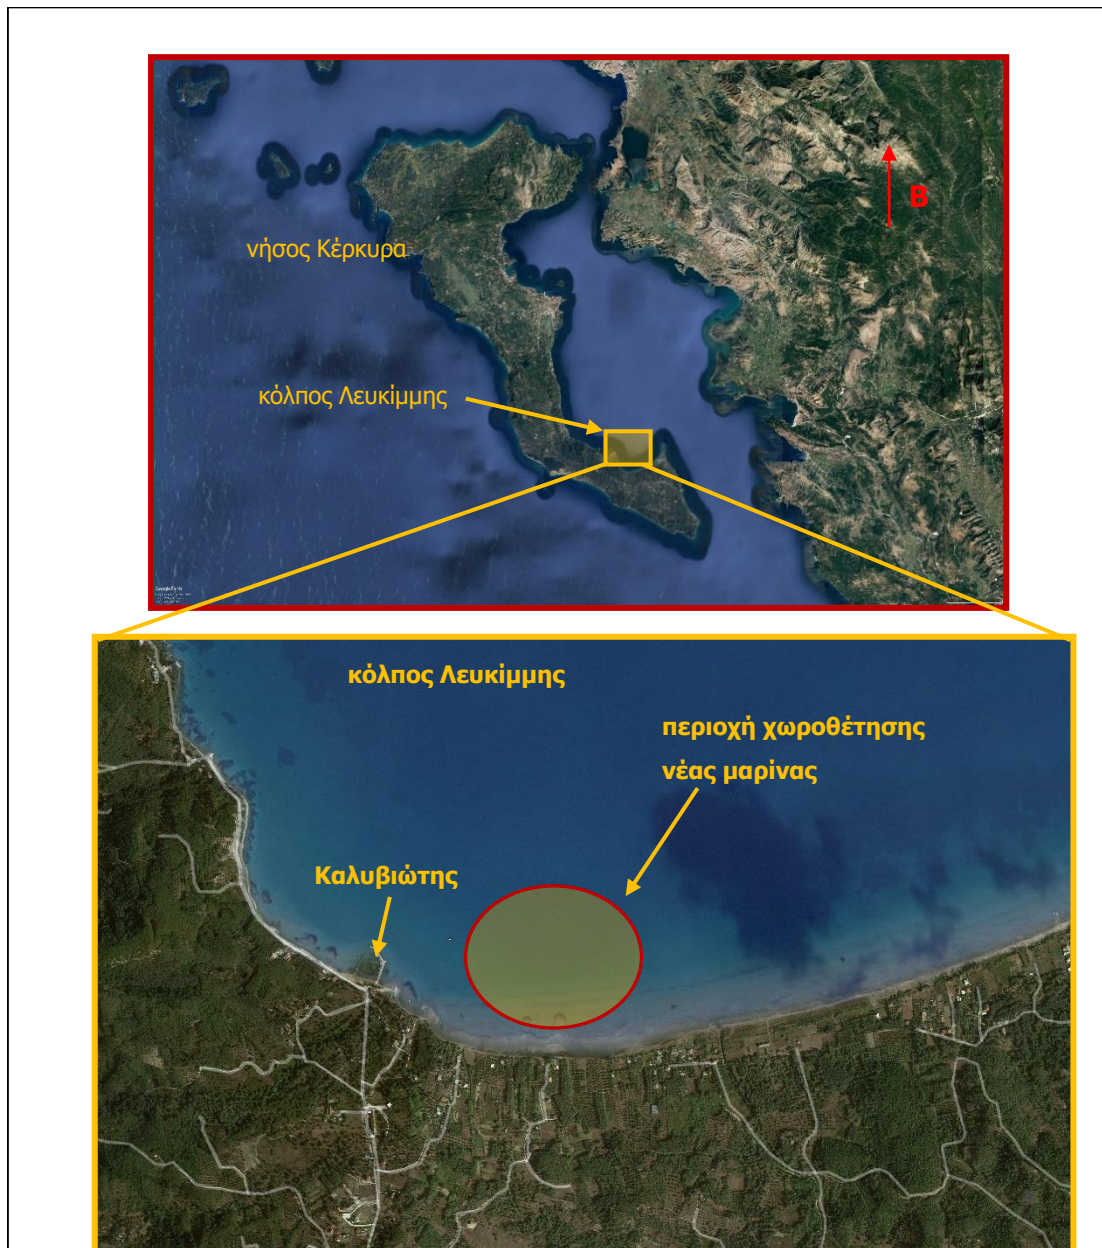 B
νήσος Κέρκυρα
κόλπος Λευκίμμης
κόλπος Λευκίμμης
περιοχή χωροθέτησης
νέας μαρίνας
Καλυβιώτης